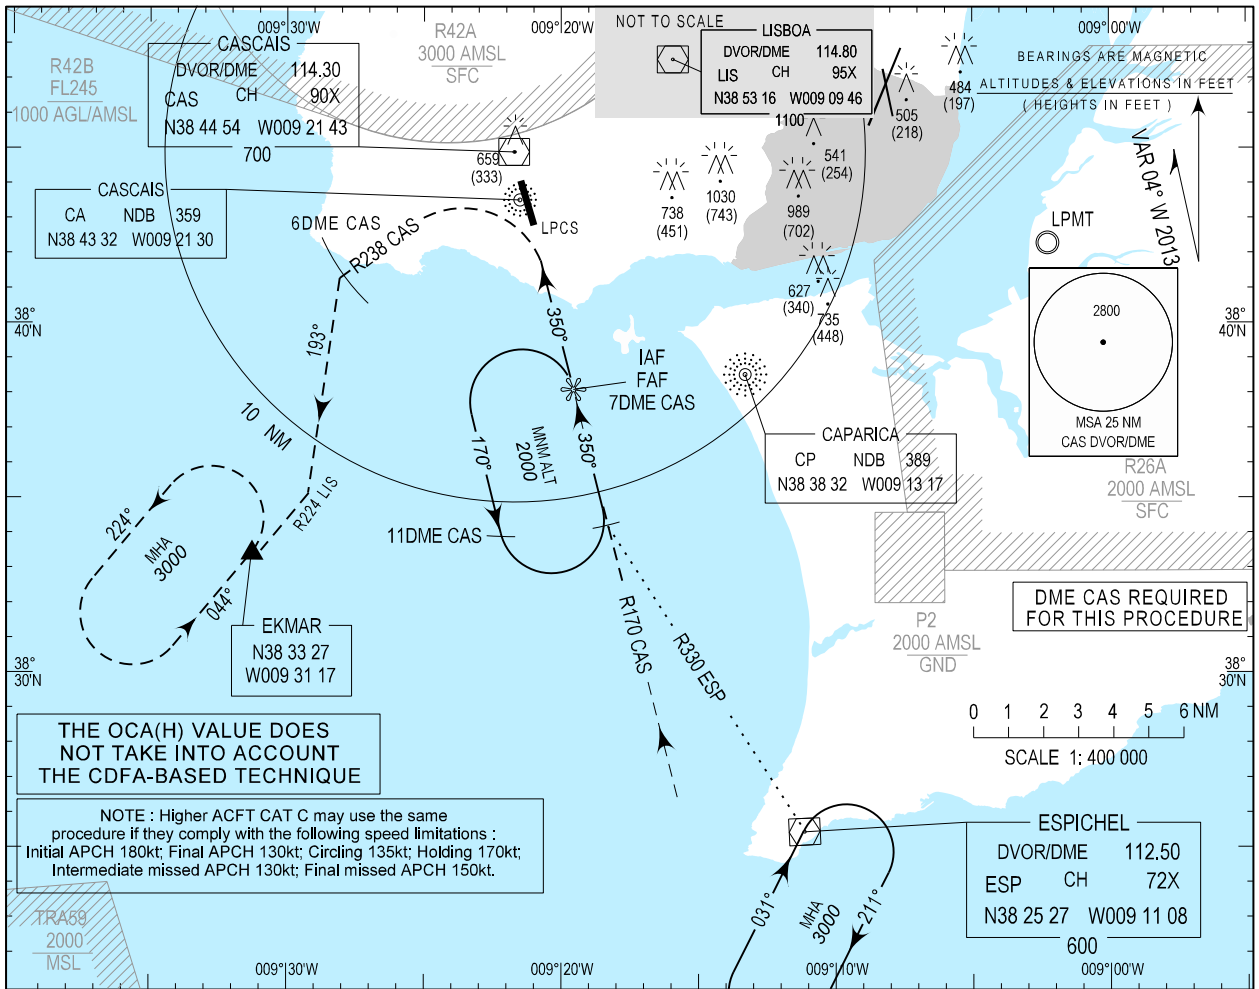 009°30'W
009°20'W
009°00'W
NOT TO SCALE
R42A
3000 AMSL
SFC
R42B
FL245
1000 AGL/AMSL
CASCAIS
DVOR/DME 114.30
CAS CH 90X
N38 44 54 W009 21 43
700
LISBOA
DVOR/DME 114.80
LIS CH 95X
N38 53 16 W009 09 46
1100
BEARINGS ARE MAGNETIC
ALTITUDES & ELEVATIONS IN FEET
( HEIGHTS IN FEET )
484
(197)
505
(218)
541
(254)
659
(333)
738
(451)
1030
(743)
989
(702)
627
(340)
735
(448)
VAR 04° W 2013
CASCAIS
CA NDB 359
N38 43 32 W009 21 30
LPCS
LPMT
6DME CAS
R238 CAS
193°
350°
38°
40'N
38°
40'N
2800
MSA 25 NM
CAS DVOR/DME
IAF
FAF
7DME CAS
10 NM
170°
MNM ALT
2000
350°
CAPARICA
CP NDB 389
N38 38 32 W009 13 17
R26A
2000 AMSL
SFC
R224 LIS
224°
MHA
3000
044°
11DME CAS
EKMAR
N38 33 27
W009 31 17
R170 CAS
R330 ESP
P2
2000 AMSL
GND
DME CAS REQUIRED
FOR THIS PROCEDURE
38°
30'N
38°
30'N
0 1 2 3 4 5 6 NM
SCALE 1: 400 000
THE OCA(H) VALUE DOES
NOT TAKE INTO ACCOUNT
THE CDFA-BASED TECHNIQUE
NOTE : Higher ACFT CAT C may use the same
procedure if they comply with the following speed limitations :
Initial APCH 180kt; Final APCH 130kt; Circling 135kt; Holding 170kt;
Intermediate missed APCH 130kt; Final missed APCH 150kt.
ESPICHEL
DVOR/DME 112.50
ESP CH 72X
N38 25 27 W009 11 08
600
031°
MHA
3000
211°
TRA59
2000
MSL
009°30'W
009°20'W
009°10'W
009°00'W